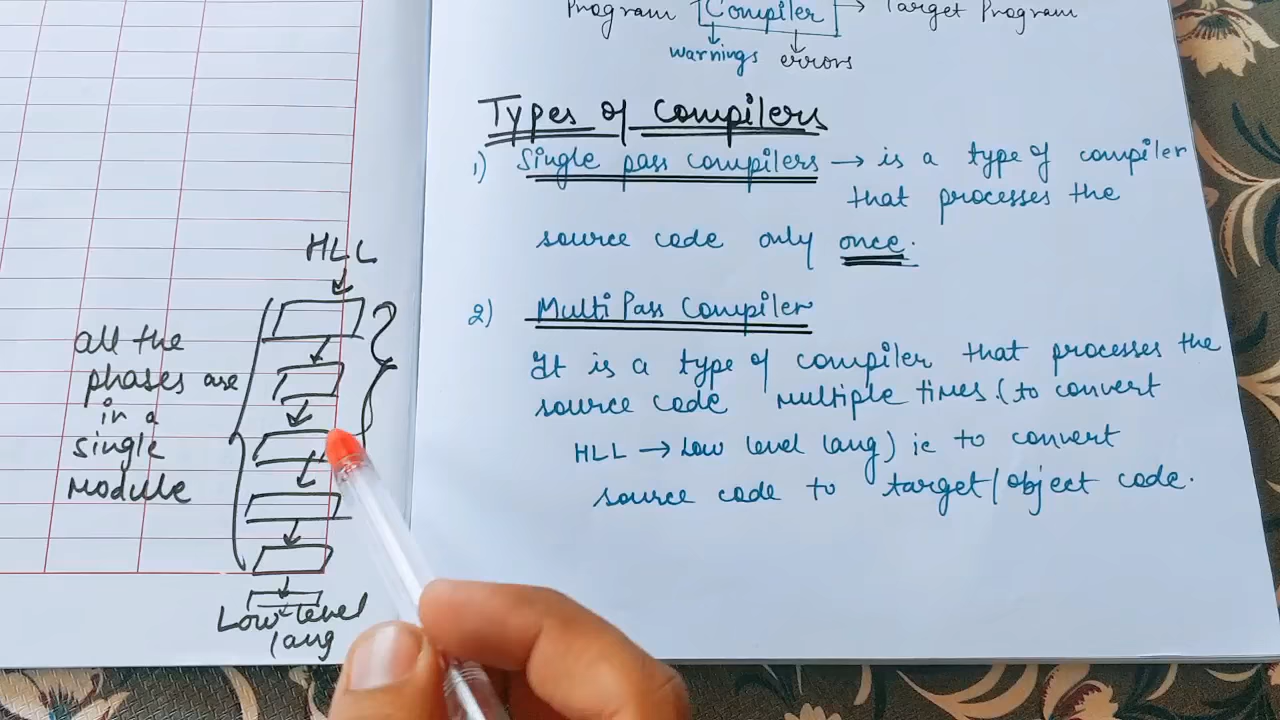 Program Compiler → Target Program
warnings errors
Types of Compilers
1) Single pass compilers → is a type of compiler
that processes the
source code only once.
2) Multi Pass Compiler
It is a type of compiler that processes the
source code multiple times (to convert
HLL → Low level lang) ie to convert
source code to target/object code.
HLL
all the
phases are
in a
single
Module
Low level
lang